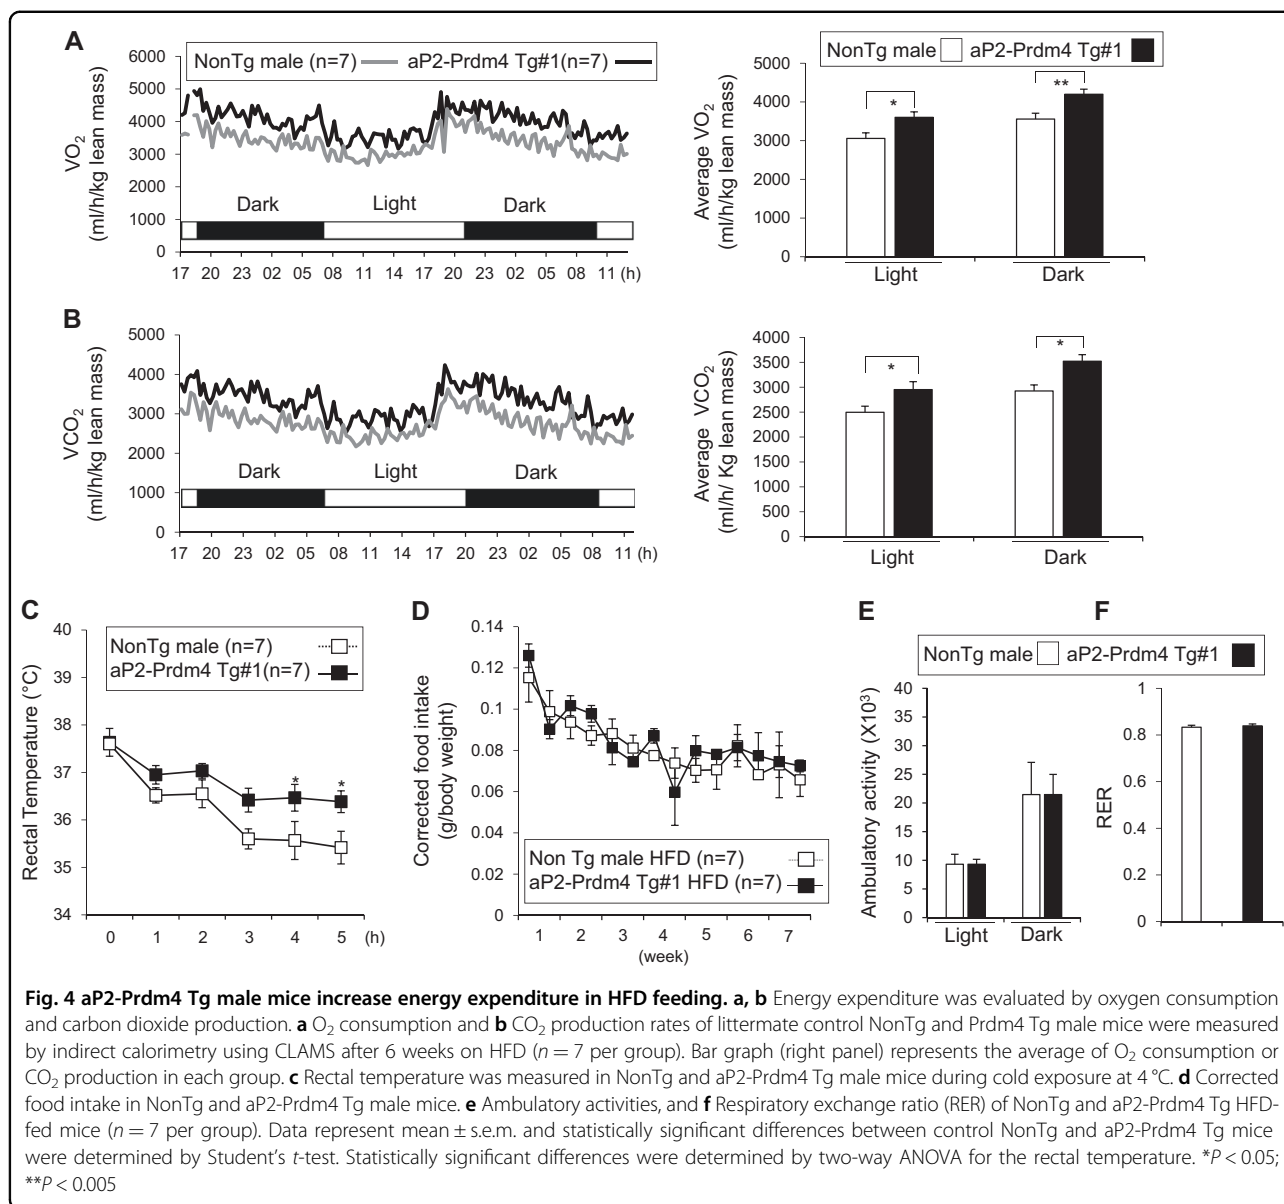 A
NonTg male (n=7) aP2-Prdm4 Tg#1(n=7)
VO2
(ml/h/kg lean mass)
6000
5000
4000
3000
2000
1000
0
Dark Light Dark
17 20 23 02 05 08 11 14 17 20 23 02 05 08 11 (h)
NonTg male aP2-Prdm4 Tg#1
Average VO2
(ml/h/kg lean mass)
5000
4000
3000
2000
1000
0
*
**
Light Dark
B
VCO2
(ml/h/kg lean mass)
5000
4000
3000
2000
1000
0
Dark Light Dark
17 20 23 02 05 08 11 14 17 20 23 02 05 08 11 (h)
Average VCO2
(ml/h/ Kg lean mass)
4000
3500
3000
2500
2000
1500
1000
500
0
*
*
Light Dark
C
Rectal Temperature (°C)
40
39
38
37
36
35
34
NonTg male (n=7)
aP2-Prdm4 Tg#1(n=7)
* *
0 1 2 3 4 5 (h)
D
Corrected food intake
(g/body weight)
0.14
0.12
0.1
0.08
0.06
0.04
0.02
0
Non Tg male HFD (n=7)
aP2-Prdm4 Tg#1 HFD (n=7)
1 2 3 4 5 6 7
(week)
E F
NonTg male aP2-Prdm4 Tg#1
Ambulatory activity (X10³)
40
35
30
25
20
15
10
5
0
Light Dark
RER
1
0.8
0.6
0.4
0.2
0
Fig. 4 aP2-Prdm4 Tg male mice increase energy expenditure in HFD feeding. a, b Energy expenditure was evaluated by oxygen consumption
and carbon dioxide production. a O2 consumption and b CO2 production rates of littermate control NonTg and Prdm4 Tg male mice were measured
by indirect calorimetry using CLAMS after 6 weeks on HFD (n = 7 per group). Bar graph (right panel) represents the average of O2 consumption or
CO2 production in each group. c Rectal temperature was measured in NonTg and aP2-Prdm4 Tg male mice during cold exposure at 4 °C. d Corrected
food intake in NonTg and aP2-Prdm4 Tg male mice. e Ambulatory activities, and f Respiratory exchange ratio (RER) of NonTg and aP2-Prdm4 Tg HFD-
fed mice (n = 7 per group). Data represent mean ± s.e.m. and statistically significant differences between control NonTg and aP2-Prdm4 Tg mice
were determined by Student's t-test. Statistically significant differences were determined by two-way ANOVA for the rectal temperature. *P < 0.05;
**P < 0.005